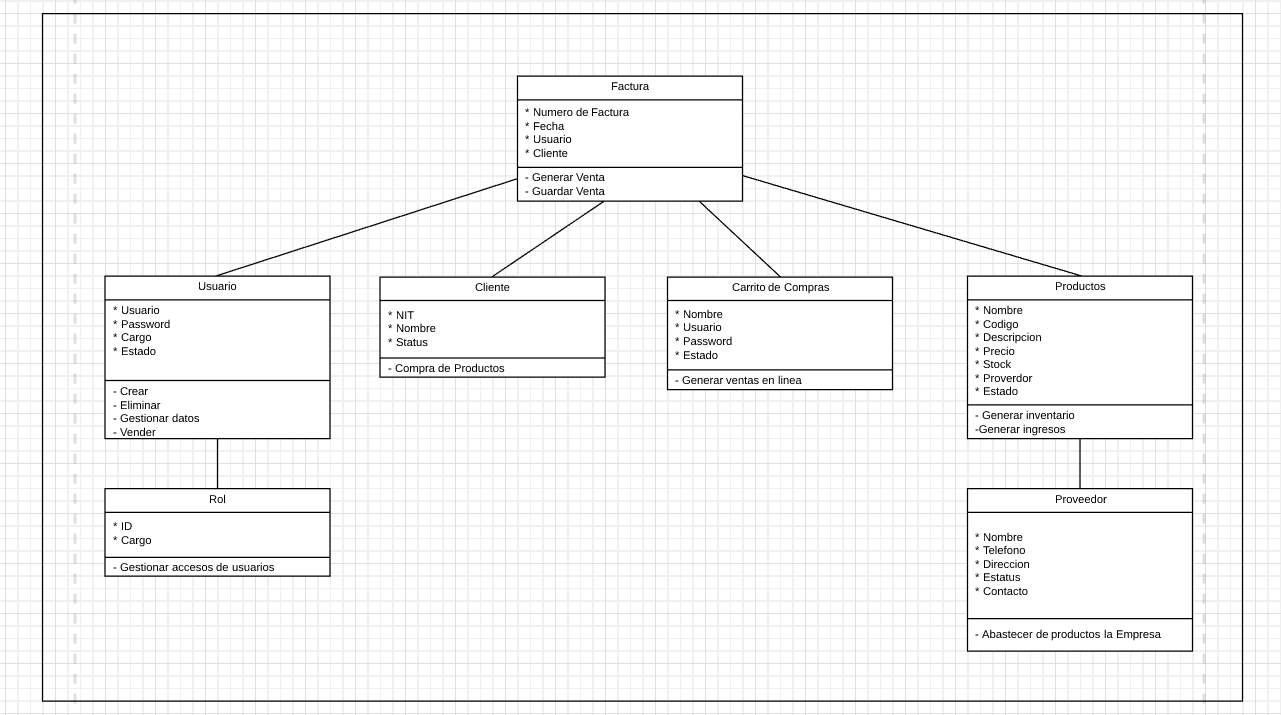 Factura
* Numero de Factura
* Fecha
* Usuario
* Cliente
- Generar Venta
- Guardar Venta
Usuario
* Usuario
* Password
* Cargo
* Estado
- Crear
- Eliminar
- Gestionar datos
- Vender
Cliente
* NIT
* Nombre
* Status
- Compra de Productos
Carrito de Compras
* Nombre
* Usuario
* Password
* Estado
- Generar ventas en linea
Productos
* Nombre
* Codigo
* Descripcion
* Precio
* Stock
* Proverdor
* Estado
- Generar inventario
-Generar ingresos
Rol
* ID
* Cargo
- Gestionar accesos de usuarios
Proveedor
* Nombre
* Telefono
* Direccion
* Estatus
* Contacto
- Abastecer de productos la Empresa